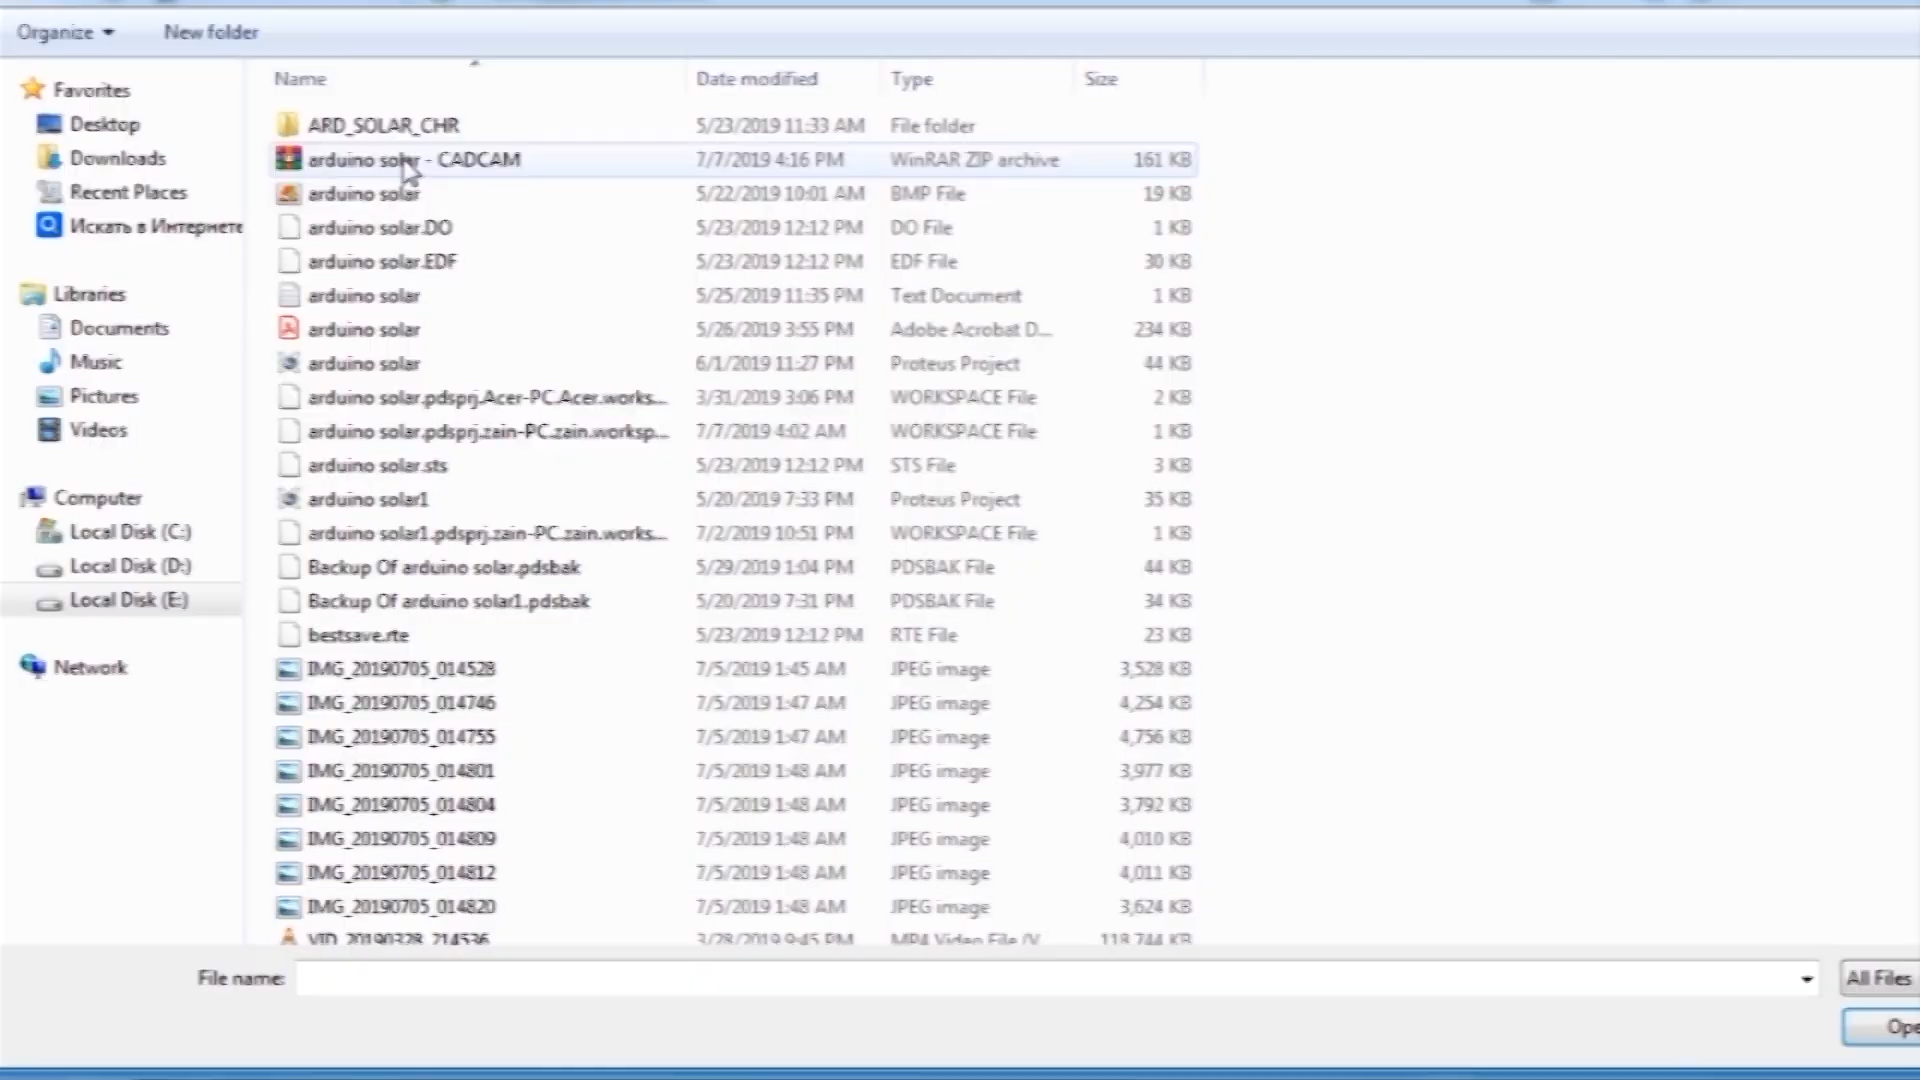 Organize New folder
Name Date modified Type Size
Favorites
Desktop
Downloads
Recent Places
Искать в Интернете
Libraries
Documents
Music
Pictures
Videos
Computer
Local Disk (C:)
Local Disk (D:)
Local Disk (E:)
Network
ARD_SOLAR_CHR 5/23/2019 11:33 AM File folder
arduino solar - CADCAM 7/7/2019 4:16 PM WinRAR ZIP archive 161 KB
arduino solar 5/22/2019 10:01 AM BMP File 19 KB
arduino solar.DO 5/23/2019 12:12 PM DO File 1 KB
arduino solar.EDF 5/23/2019 12:12 PM EDF File 30 KB
arduino solar 5/25/2019 11:35 PM Text Document 1 KB
arduino solar 5/26/2019 3:55 PM Adobe Acrobat D... 234 KB
arduino solar 6/1/2019 11:27 PM Proteus Project 44 KB
arduino solar.pdsprj.Acer-PC.Acer.works... 3/31/2019 3:06 PM WORKSPACE File 2 KB
arduino solar.pdsprj.zain-PC.zain.worksp... 7/7/2019 4:02 AM WORKSPACE File 1 KB
arduino solar.sts 5/23/2019 12:12 PM STS File 3 KB
arduino solar1 5/20/2019 7:33 PM Proteus Project 35 KB
arduino solar1.pdsprj.zain-PC.zain.works... 7/2/2019 10:51 PM WORKSPACE File 1 KB
Backup Of arduino solar.pdsbak 5/29/2019 1:04 PM PDSBAK File 44 KB
Backup Of arduino solar1.pdsbak 5/20/2019 7:31 PM PDSBAK File 34 KB
bestsave.rte 5/23/2019 12:12 PM RTE File 23 KB
IMG_20190705_014528 7/5/2019 1:45 AM JPEG image 3,528 KB
IMG_20190705_014746 7/5/2019 1:47 AM JPEG image 4,254 KB
IMG_20190705_014755 7/5/2019 1:47 AM JPEG image 4,756 KB
IMG_20190705_014801 7/5/2019 1:48 AM JPEG image 3,977 KB
IMG_20190705_014804 7/5/2019 1:48 AM JPEG image 3,792 KB
IMG_20190705_014809 7/5/2019 1:48 AM JPEG image 4,010 KB
IMG_20190705_014812 7/5/2019 1:48 AM JPEG image 4,011 KB
IMG_20190705_014820 7/5/2019 1:48 AM JPEG image 3,624 KB
VID_20190328_214536 3/28/2019 9:45 PM MP4 Video File (V... 118,744 KB
File name: All Files
Ope